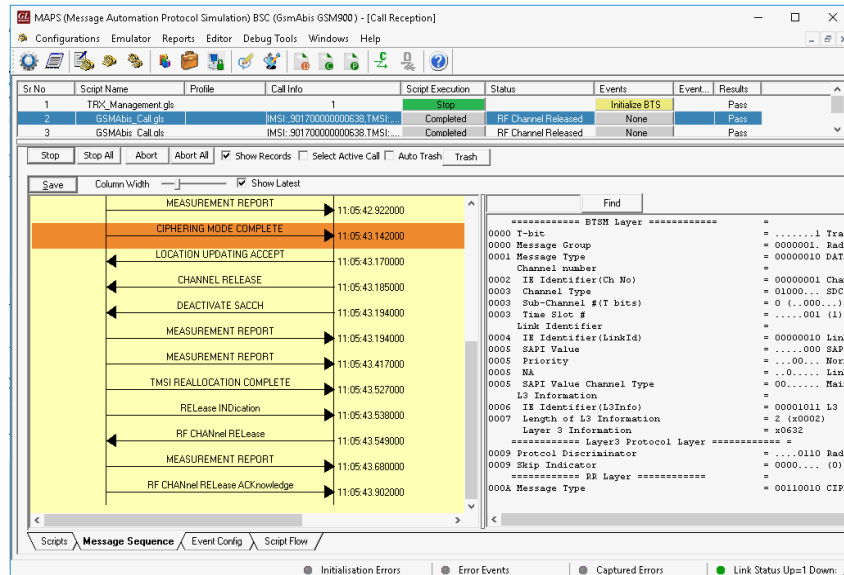 GL MAPS (Message Automation Protocol Simulation) BSC (GsmAbis GSM900 ) - [Call Reception]
Configurations Emulator Reports Editor Debug Tools Windows Help
Sr No Script Name Profile Call Info Script Execution Status Events Event... Results
1 TRX_Management.gls 1 Stop Initialize BTS Pass
2 GSMAbis_Call.gls IMSI:,901700000000638,TMSI:,... Completed RF Channel Released None Pass
3 GSMAbis_Call.gls IMSI:,901700000000638,TMSI:,... Completed RF Channel Released None Pass
Stop Stop All Abort Abort All Show Records Select Active Call Auto Trash Trash
Save Column Width Show Latest
MEASUREMENT REPORT 11:05:42.922000
CIPHERING MODE COMPLETE 11:05:43.142000
LOCATION UPDATING ACCEPT 11:05:43.170000
CHANNEL RELEASE 11:05:43.185000
DEACTIVATE SACCH 11:05:43.194000
MEASUREMENT REPORT 11:05:43.194000
MEASUREMENT REPORT 11:05:43.417000
TMSI REALLOCATION COMPLETE 11:05:43.527000
RELease INDication 11:05:43.538000
RF CHANnel RELease 11:05:43.549000
MEASUREMENT REPORT 11:05:43.680000
RF CHANnel RELease ACKnowledge 11:05:43.902000
Find
============ BTSM Layer ============ =
0000 T-bit = .......1 Tra
0000 Message Group = 0000001. Rad
0001 Message Type = 00000010 DATA
Channel number =
0002 IE Identifier(Ch No) = 00000001 Cha
0003 Channel Type = 01000... SDC
0003 Sub-Channel #(T bits) = 0 (..000...)
0003 Time Slot # = .....001 (1)
Link Identifier =
0004 IE Identifier(LinkId) = 00000010 Lin
0005 SAPI Value = .....000 SAP
0005 Priority = ...00... Nor
0005 NA = ..0..... Lin
0005 SAPI Value Channel Type = 00...... Mai
L3 Information =
0006 IE Identifier(L3Info) = 00001011 L3
0007 Length of L3 Information = 2 (x0002)
Layer 3 Information = x0632
============ Layer3 Protocol Layer ============ =
0009 Protcol Discriminator = ....0110 Rad
0009 Skip Indicator = 0000.... (0)
============ RR Layer ============ =
000A Message Type = 00110010 CIP
Scripts Message Sequence Event Config Script Flow
Initialisation Errors Error Events Captured Errors Link Status Up=1 Down: